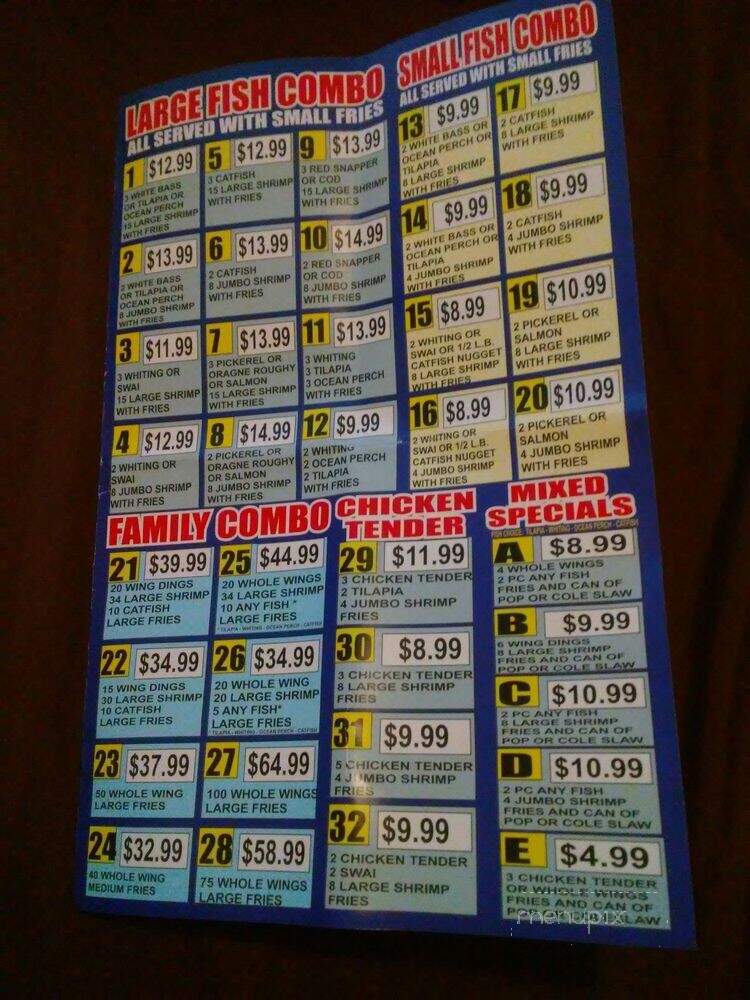 LARGE FISH COMBO
ALL SERVED WITH SMALL FRIES
1 $12.99
3 WHITE BASS
OR TILAPIA OR
OCEAN PERCH
15 LARGE SHRIMP
WITH FRIES
2 $13.99
2 WHITE BASS
OR TILAPIA OR
OCEAN PERCH
8 JUMBO SHRIMP
WITH FRIES
3 $11.99
3 WHITING OR
SWAI
15 LARGE SHRIMP
WITH FRIES
4 $12.99
2 WHITING OR
SWAI
8 JUMBO SHRIMP
WITH FRIES
5 $12.99
3 CATFISH
15 LARGE SHRIMP
WITH FRIES
6 $13.99
2 CATFISH
8 JUMBO SHRIMP
WITH FRIES
7 $13.99
3 PICKEREL OR
ORAGNE ROUGHY
OR SALMON
15 LARGE SHRIMP
WITH FRIES
8 $14.99
2 PICKEREL OR
ORAGNE ROUGHY
OR SALMON
8 JUMBO SHRIMP
WITH FRIES
9 $13.99
3 RED SNAPPER
OR COD
15 LARGE SHRIMP
WITH FRIES
10 $14.99
2 RED SNAPPER
OR COD
8 JUMBO SHRIMP
WITH FRIES
11 $13.99
3 WHITING
3 TILAPIA
3 OCEAN PERCH
WITH FRIES
12 $9.99
2 WHITING
2 OCEAN PERCH
2 TILAPIA
WITH FRIES
SMALL FISH COMBO
ALL SERVED WITH SMALL FRIES
13 $9.99
2 WHITE BASS OR
OCEAN PERCH OR
TILAPIA
8 LARGE SHRIMP
WITH FRIES
14 $9.99
2 WHITE BASS OR
OCEAN PERCH OR
TILAPIA
4 JUMBO SHRIMP
WITH FRIES
15 $8.99
2 WHITING OR
SWAI OR 1/2 L.B.
CATFISH NUGGET
8 LARGE SHRIMP
WITH FRIES
16 $8.99
2 WHITING OR
SWAI OR 1/2 L.B.
CATFISH NUGGET
4 JUMBO SHRIMP
WITH FRIES
17 $9.99
2 CATFISH
8 LARGE SHRIMP
WITH FRIES
18 $9.99
2 CATFISH
4 JUMBO SHRIMP
WITH FRIES
19 $10.99
2 PICKEREL OR
SALMON
8 LARGE SHRIMP
WITH FRIES
20 $10.99
2 PICKEREL OR
SALMON
4 JUMBO SHRIMP
WITH FRIES
FAMILY COMBO
21 $39.99
20 WING DINGS
34 LARGE SHRIMP
10 CATFISH
LARGE FRIES
22 $34.99
15 WING DINGS
30 LARGE SHRIMP
10 CATFISH
LARGE FRIES
23 $37.99
50 WHOLE WING
LARGE FRIES
24 $32.99
40 WHOLE WING
MEDIUM FRIES
25 $44.99
20 WHOLE WINGS
34 LARGE SHRIMP
10 ANY FISH *
LARGE FIRES
* TILAPIA - WHITING - OCEAN PERCH - CATFISH
26 $34.99
20 WHOLE WING
20 LARGE SHRIMP
5 ANY FISH*
LARGE FRIES
* TILAPIA - WHITING - OCEAN PERCH - CATFISH
27 $64.99
100 WHOLE WINGS
LARGE FRIES
28 $58.99
75 WHOLE WINGS
LARGE FRIES
CHICKEN
TENDER
29 $11.99
3 CHICKEN TENDER
2 TILAPIA
4 JUMBO SHRIMP
FRIES
30 $8.99
3 CHICKEN TENDER
8 LARGE SHRIMP
FRIES
31 $9.99
5 CHICKEN TENDER
4 JUMBO SHRIMP
FRIES
32 $9.99
2 CHICKEN TENDER
2 SWAI
8 LARGE SHRIMP
FRIES
MIXED
SPECIALS
FISH CHOICE: TILAPIA - WHITING - OCEAN PERCH - CATFISH
A $8.99
4 WHOLE WINGS
2 PC ANY FISH
FRIES AND CAN OF
POP OR COLE SLAW
B $9.99
6 WING DINGS
8 LARGE SHRIMP
FRIES AND CAN OF
POP OR COLE SLAW
C $10.99
2 PC ANY FISH
8 LARGE SHRIMP
FRIES AND CAN OF
POP OR COLE SLAW
D $10.99
2 PC ANY FISH
4 JUMBO SHRIMP
FRIES AND CAN OF
POP OR COLE SLAW
E $4.99
3 CHICKEN TENDER
OR WHOLE WINGS
FRIES AND CAN OF
POP OR COLE SLAW
menupix